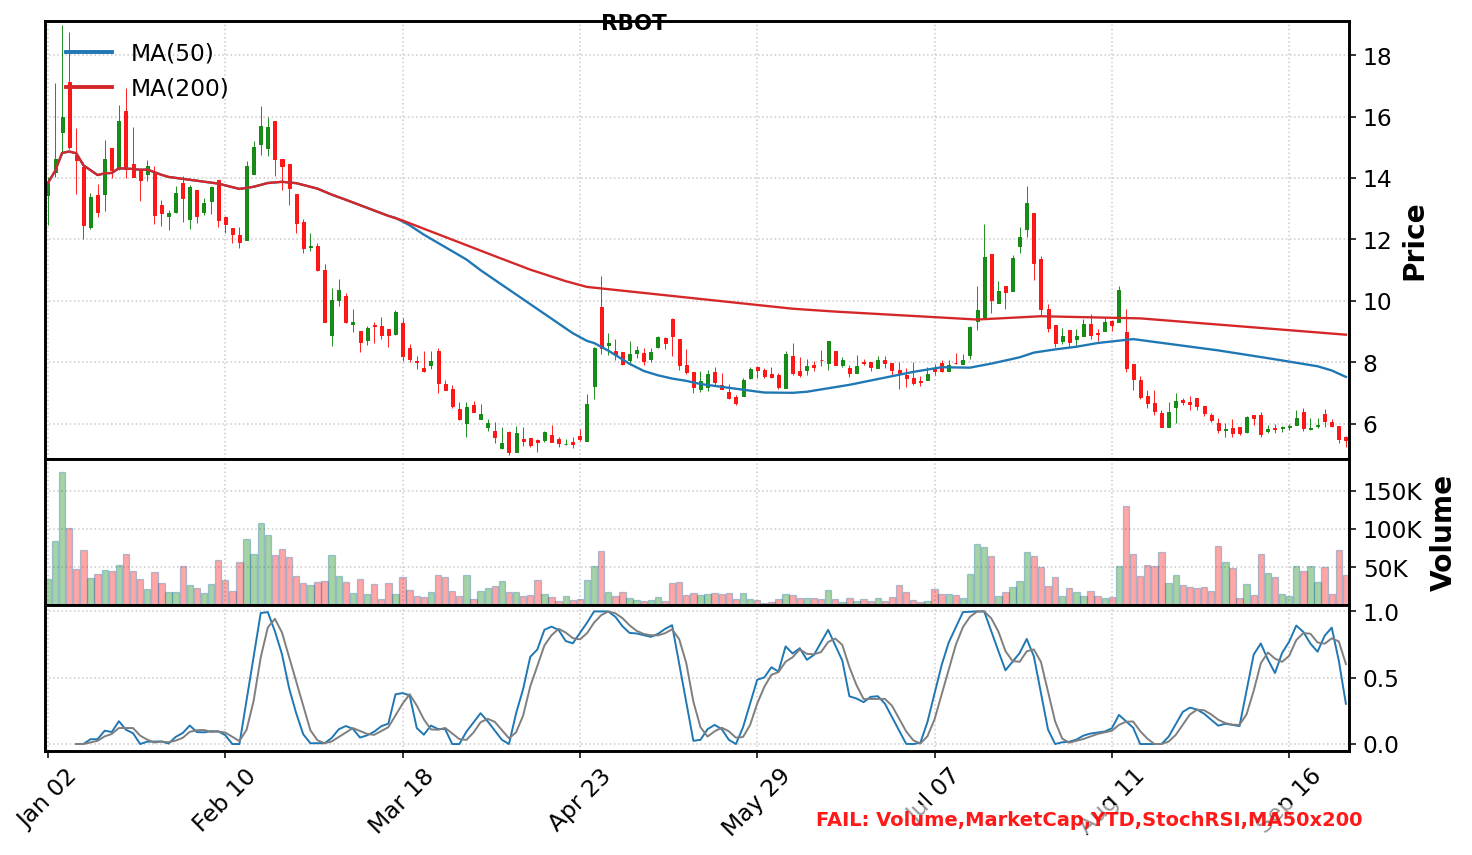 RBOT
MA(50)
MA(200)
18
16
14
12
10
8
6
Price
150K
100K
50K
Volume
1.0
0.5
0.0
Jan 02
Feb 10
Mar 18
Apr 23
May 29
Jul 07
Aug 11
Sep 16
FAIL: Volume,MarketCap,YTD,StochRSI,MA50x200